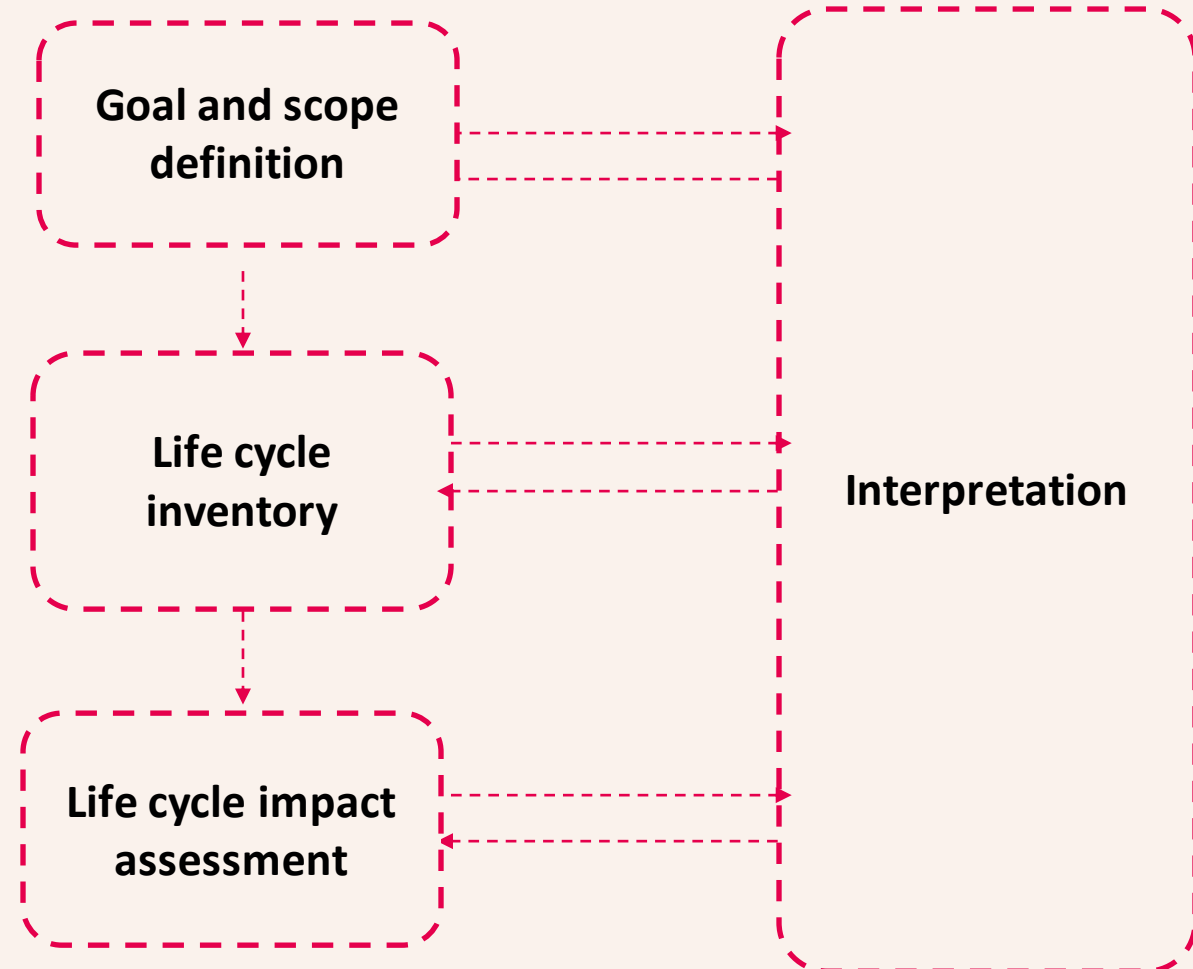 Goal and scope
definition
Life cycle
inventory
Interpretation
Life cycle impact
assessment